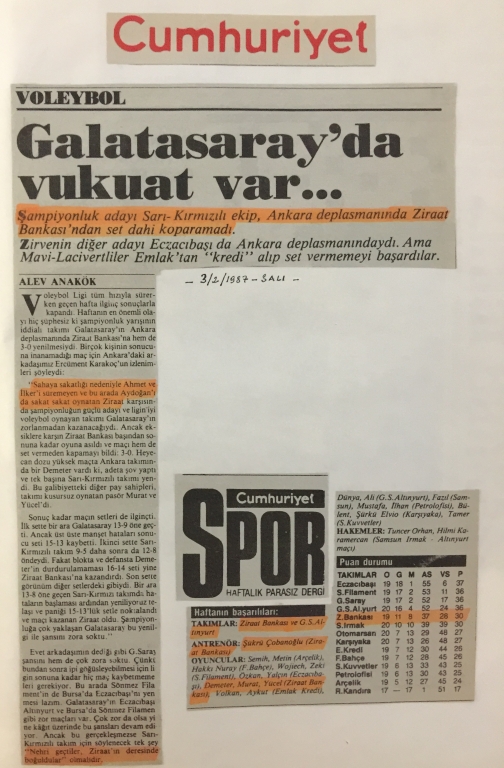 Cumhuriyet
VOLEYBOL
Galatasaray'da
vukuat var...
Şampiyonluk adayı Sarı-Kırmızılı ekip, Ankara deplasmanında Ziraat
Bankası'ndan set dahi koparamadı.
Zirvenin diğer adayı Eczacıbaşı da Ankara deplasmanındaydı. Ama
Mavi-Lacivertliler Emlak'tan "kredi" alıp set vermemeyi başardılar.
- 3/2/1987 - SALI -
ALEV ANAKÖK
Voleybol Ligi tüm hızıyla sürer-
ken geçen hafta ilginç sonuçlarla
kapandı. Haftanın en önemli ola-
yı hiç şüphesiz ki şampiyonluk yarışının
iddialı takımı Galatasaray'ın Ankara
deplasmanında Ziraat Bankası'na hem de
3-0 yenilmesiydi. Birçok kişinin sonucu-
na inanamadığı maç için Ankara'daki ar-
kadaşımız Ercüment Karakoç'un izlenim-
leri şöyleydi:
"Sahaya sakatlığı nedeniyle Ahmet ve
İlker'i sürmeyen ve bu arada Aydoğan'ı
da sakat sakat oynatan Ziraat karşısın-
da şampiyonluğun güçlü adayı ve ligin iyi
voleybol oynayan takımı Galatasaray'ın
zorlanmadan kazanacağıydı. Ancak ek-
siklere karşın Ziraat Bankası başından so-
nuna kadar oyuna asıldı ve maçı hem de
set vermeden kapamayı bildi: 3-0. Heye-
can dozu yüksek maçta Ankara takımın-
da bir Demeter vardı ki, adeta şov yaptı
ve tek başına Sarı-Kırmızılı takımı yen-
di. Bu galibiyetteki diğer pay sahipleri,
takımı kusursuz oynatan pasör Murat ve
Yücel'di.
Sonuç kadar maçın setleri de ilginçti.
İlk sette bir ara Galatasaray 13-9 öne geç-
ti. Ancak üst üste manşet hataları sonu-
cu seti 15-13 kaybetti. İkinci sette Sarı-
Kırmızılı takım 9-5 daha sonra da 12-8
öndeydi. Fakat blokta ve defansta Deme-
ter'in durdurulamaması 16-14 seti yine
Ziraat Bankası'na kazandırdı. Son sette
görünüm diğer setlerdeki gibiydi. Bir ara
13-8 öne geçen Sarı-Kırmızı takımdı ha-
taların başlaması ardından yeniliyoruz te-
laşı ve paniği 15-13'lük setle noktalandı
ve maçı kazanan Ziraat oldu. Şampiyon-
luğa çok yaklaşan Galatasaray bu yenil-
gi ile şansını zora soktu."
Evet arkadaşımın dediği gibi G.Saray
şansını hem de çok zora soktu. Çünkü
bundan sonra ipi göğüsleyebilmesi için li-
gin sonuna kadar hiç maç kaybetmeme-
leri gerekiyor. Bu arada Sönmez Fila-
ment'in de Bursa'da Eczacıbaşı'nı yen-
mesi lazım. Galatasaray'ın Eczacıbaşı
Altınyurt ve Bursa'da Sönmez Filamen
gibi zor maçları var. Çok zor da olsa yi-
ne kâğıt üzerinde bu şansları devam edi-
yor. Ancak bu gerçekleşmezse Sarı-
Kırmızılı takım için söylenecek tek şey
"Nehri geçtiler, Ziraat'ın deresinde
boğuldular" olmalıdır.
Cumhuriyet
SPOR
HAFTALIK PARASIZ DERGİ
Haftanın başarılıları:
TAKIMLAR: Ziraat Bankası ve G.S.Al-
tınyurt
ANTRENÖR: Şükrü Çobanoğlu (Zira-
at Bankası)
OYUNCULAR: Semih, Metin (Arçelik),
Hakkı Nuray (F.Bahçe), Wojiech, Zeki
(S.Filament), Özkan, Yalçın (Eczacıba-
şı), Demeter, Murat, Yücel (Ziraat Ban-
kası), Volkan, Aykut (Emlak Kredi),
Dünya, Ali (G.S.Altınyurt), Fazıl (Sam-
sun), Mustafa, İlhan (Petrolofisi), Bü-
lent, Şürkü Elvio (Karşıyaka), Tamer
(S.Kuvvetler)
HAKEMLER: Tuncer Orhan, Hilmi Ka-
ramercan (Samsun Irmak - Altınyurt
maçı)
Puan durumu
TAKIMLAR O G M AS VS P
Eczacıbaşı 19 18 1 55 6 37
S.Filament 19 17 2 53 11 36
G.Saray 19 17 2 52 17 36
G.S.Al.yurt 20 16 4 52 24 36
Z.Bankası 19 11 8 37 28 30
S.Irmak 20 10 10 39 39 30
Otomarsan 20 7 13 29 48 27
Karşıyaka 20 7 13 26 48 27
E.Kredi 19 7 12 30 44 26
F.Bahçe 19 7 12 28 45 26
S.Kuvvetler 19 6 13 33 43 25
Petrolofisi 19 6 13 30 43 25
Arçelik 19 5 12 27 45 24
R.Kandıra 17 — 17 1 51 17